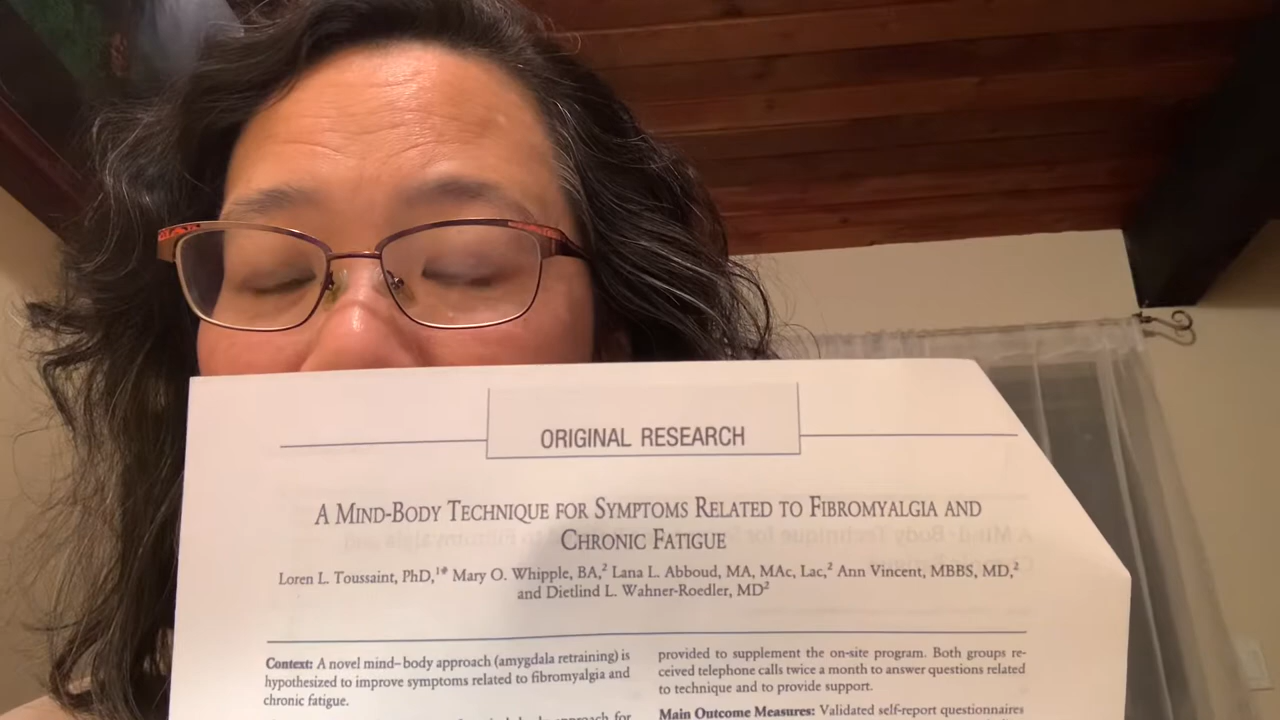 ORIGINAL RESEARCH
A MIND-BODY TECHNIQUE FOR SYMPTOMS RELATED TO FIBROMYALGIA AND
CHRONIC FATIGUE
Loren L. Toussaint, PhD,1* Mary O. Whipple, BA,2 Lana L. Abboud, MA, MAc, Lac,2 Ann Vincent, MBBS, MD,2
and Dietlind L. Wahner-Roedler, MD2
Context: A novel mind–body approach (amygdala retraining) is
hypothesized to improve symptoms related to fibromyalgia and
chronic fatigue.
approach for
provided to supplement the on-site program. Both groups re-
ceived telephone calls twice a month to answer questions related
to technique and to provide support.
Main Outcome Measures: Validated self-report questionnaires